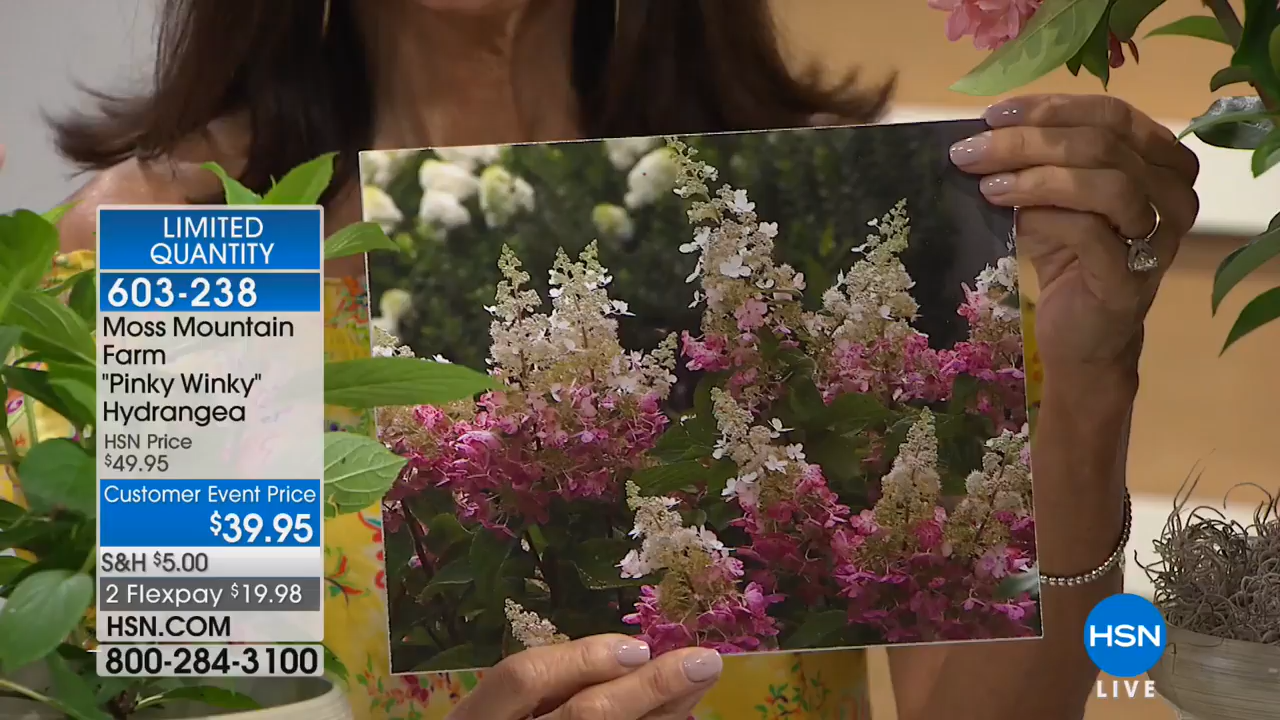 LIMITED
QUANTITY
603-238
Moss Mountain
Farm
"Pinky Winky"
Hydrangea
HSN Price
$49.95
Customer Event Price
$39.95
S&H $5.00
2 Flexpay $19.98
HSN.COM
800-284-3100
HSN
LIVE